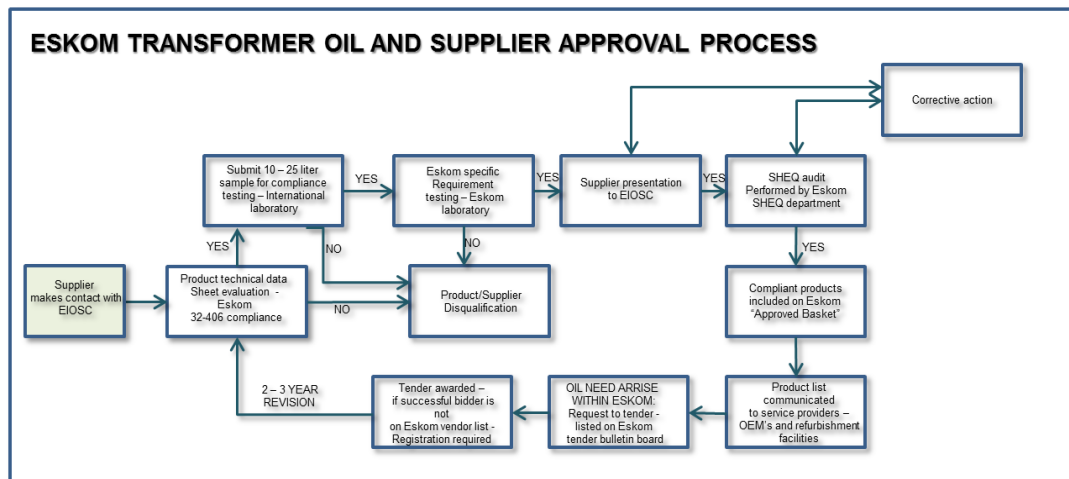 ESKOM TRANSFORMER OIL AND SUPPLIER APPROVAL PROCESS
Corrective action
Submit 10 – 25 liter
sample for compliance
testing – International
laboratory
YES
Eskom specific
Requirement
testing – Eskom
laboratory
YES
Supplier presentation
to EIOSC
YES
SHEQ audit
Performed by Eskom
SHEQ department
YES
NO
NO
YES
Supplier
makes contact with
EIOSC
Product technical data
Sheet evaluation -
Eskom
32-406 compliance
NO
Product/Supplier
Disqualification
Compliant products
included on Eskom
“Approved Basket”
2 – 3 YEAR
REVISION
Tender awarded –
if successful bidder is
not
on Eskom vendor list -
Registration required
OIL NEED ARRISE
WITHIN ESKOM:
Request to tender -
listed on Eskom
tender bulletin board
Product list
communicated
to service providers –
OEM's and refurbishment
facilities